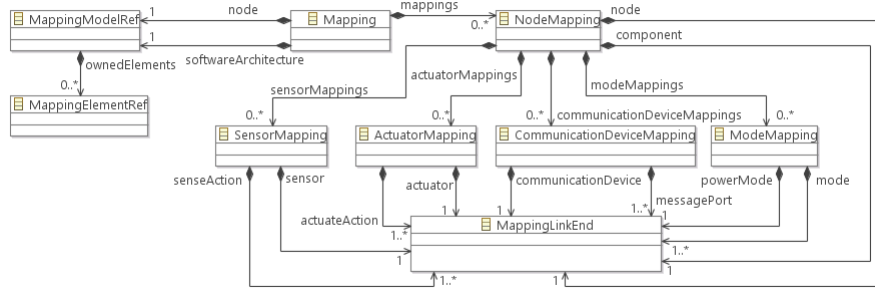 1 node mappings node
MappingModelRef Mapping NodeMapping
1 0..* component
ownedElements softwareArchitecture
actuatorMappings modeMappings
0..* sensorMappings
MappingElementRef
0..* 0..* 0..* communicationDeviceMappings 0..*
SensorMapping ActuatorMapping CommunicationDeviceMapping ModeMapping
senseAction sensor actuator communicationDevice powerMode mode
messagePort
actuateAction 1 1 1..* 1
1..* MappingLinkEnd 1..*
1 1
1..* 1